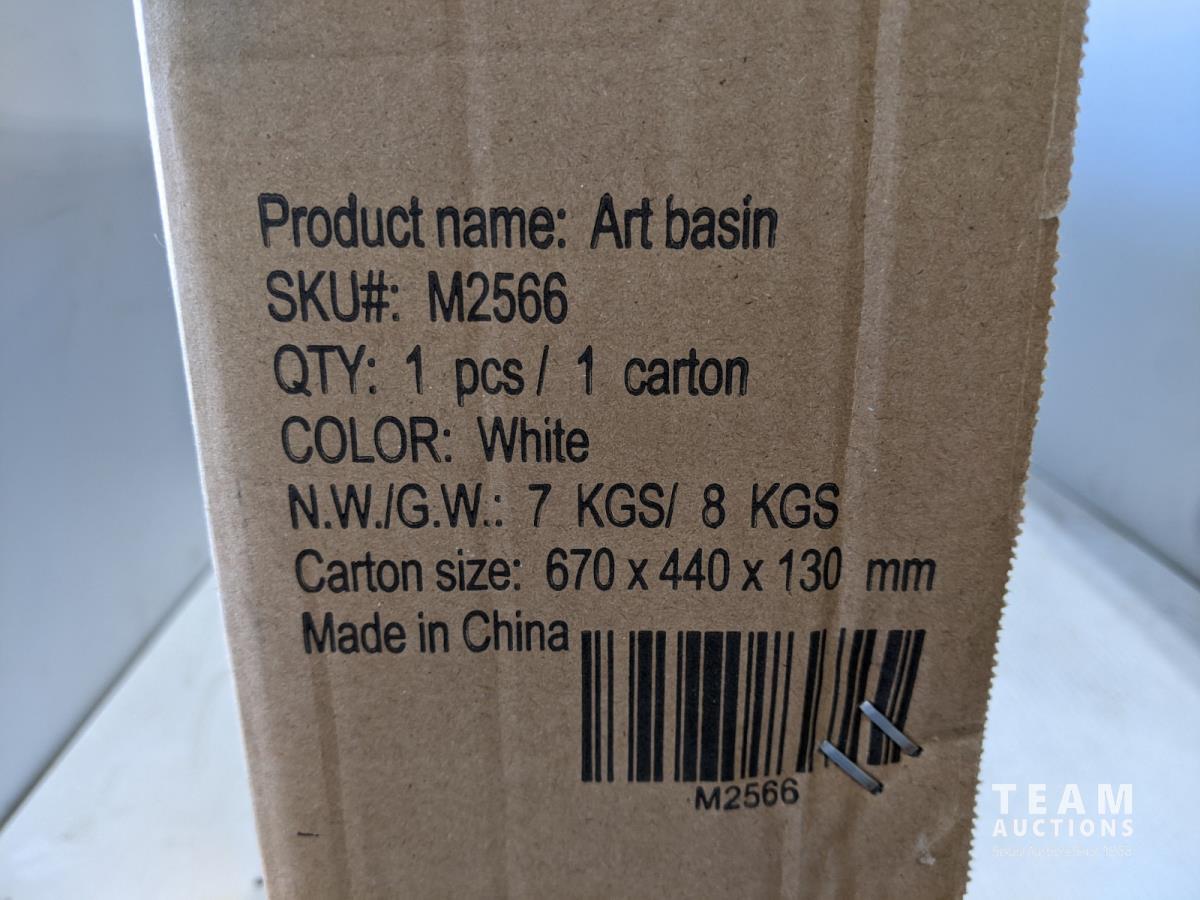 Product name: Art basin
SKU#: M2566
QTY: 1 pcs / 1 carton
COLOR: White
N.W./G.W.: 7 KGS/ 8 KGS
Carton size: 670 x 440 x 130 mm
Made in China
M2566
TEAM
AUCTIONS